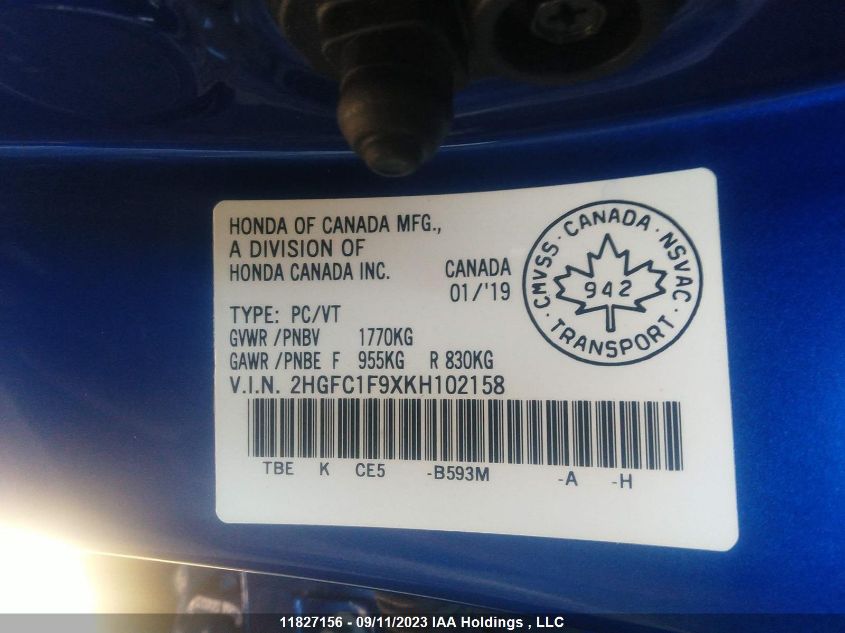 HONDA OF CANADA MFG.,
A DIVISION OF
HONDA CANADA INC. CANADA
01/'19
TYPE: PC/VT
GVWR /PNBV 1770KG
GAWR /PNBE F 955KG R 830KG
V.I.N. 2HGFC1F9XKH102158
TBE K CE5 -B593M -A -H
CMVSS · CANADA · NSVAC
942
· TRANSPORT ·
11827156 - 09/11/2023 IAA Holdings , LLC